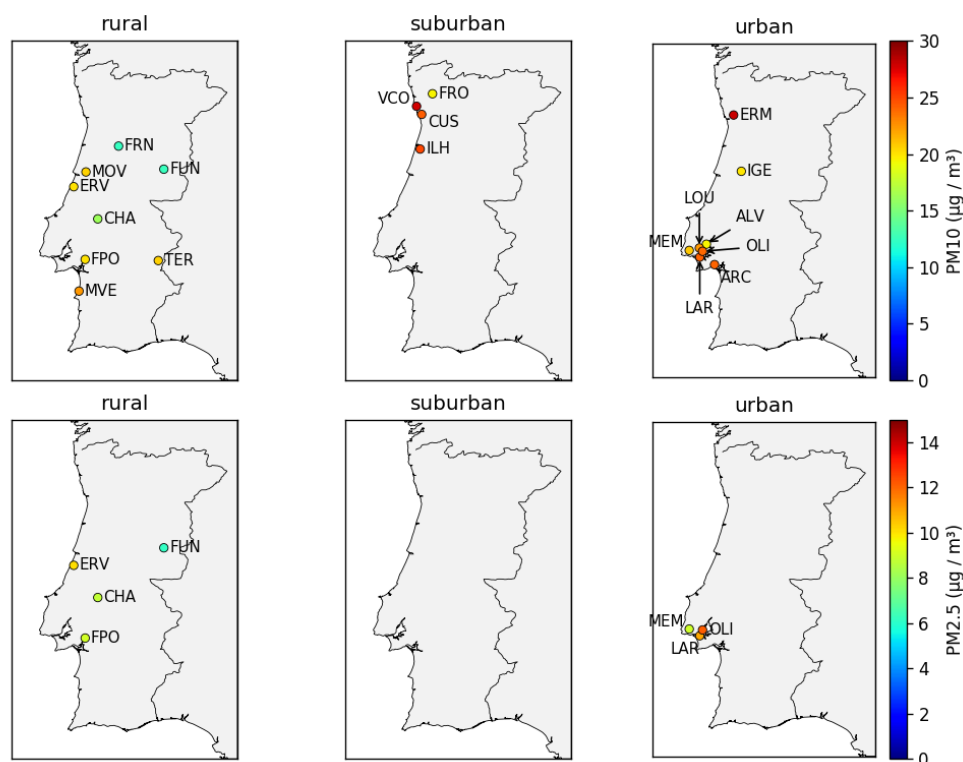 rural
suburban
urban
FRN
MOV
FUN
ERV
CHA
FPO
TER
MVE
VCO
FRO
CUS
ILH
ERM
IGE
LOU
ALV
MEM
OLI
ARC
LAR
30
25
20
15
10
5
0
PM10 (µg / m³)
rural
suburban
urban
ERV
FUN
CHA
FPO
MEM
OLI
LAR
14
12
10
8
6
4
2
0
PM2.5 (µg / m³)